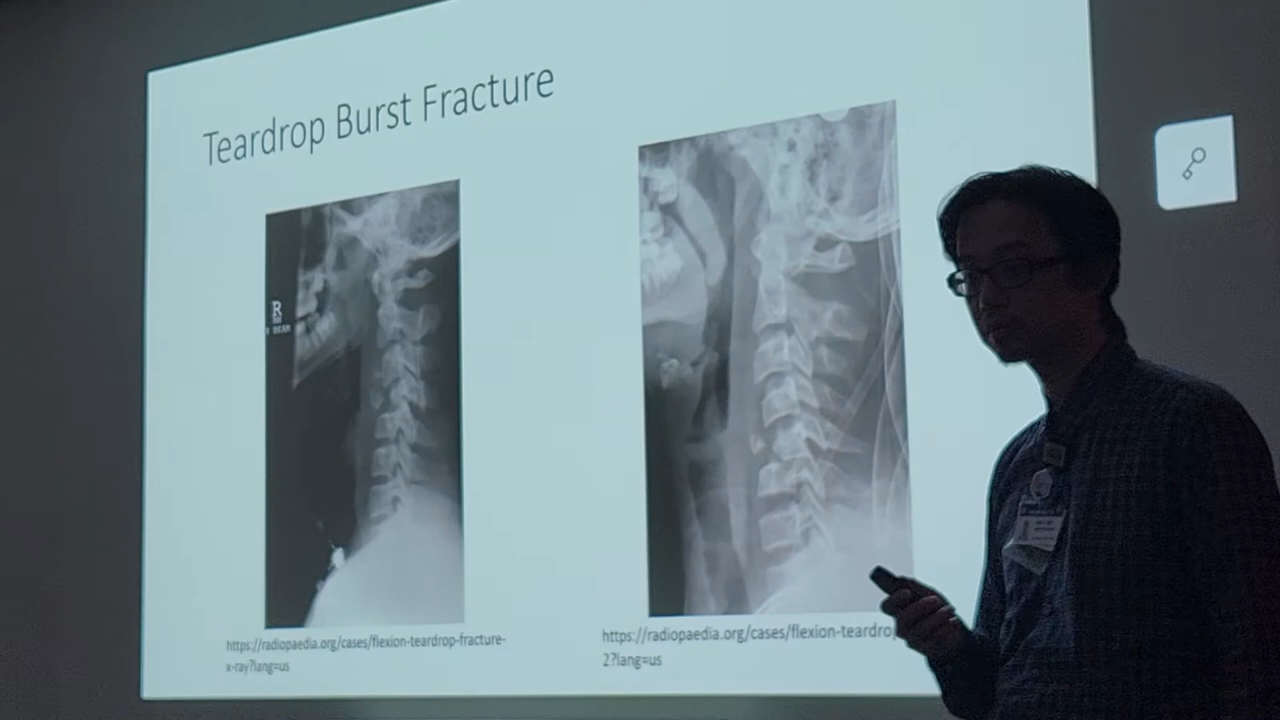 Teardrop Burst Fracture
R
https://radiopaedia.org/cases/flexion-teardrop-fracture-
x-ray?lang=us
https://radiopaedia.org/cases/flexion-teardro
2?lang=us